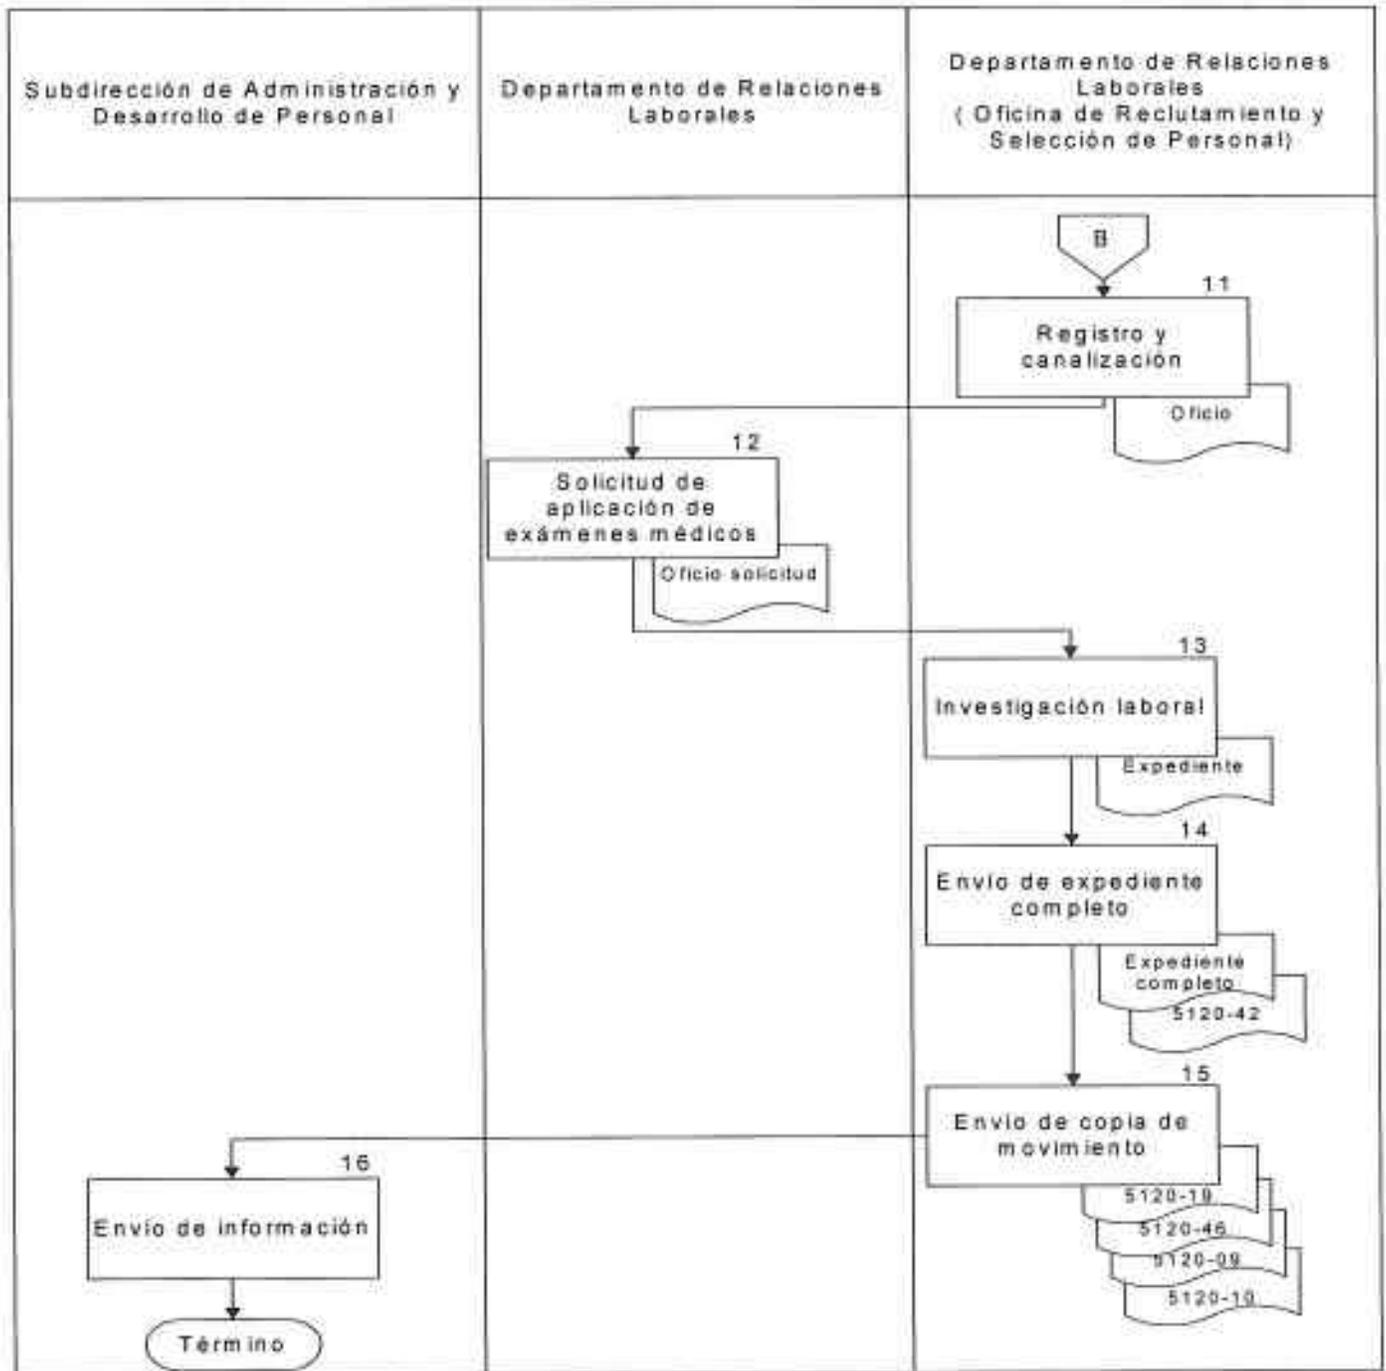 Subdirección de Administración y
Desarrollo de Personal
Departamento de Relaciones
Laborales
Departamento de Relaciones
Laborales
( Oficina de Reclutamiento y
Selección de Personal)
B
11
Registro y
canalización
Oficio
12
Solicitud de
aplicación de
exámenes médicos
Oficio solicitud
13
Investigación laboral
Expediente
14
Envío de expediente
completo
Expediente
completo
5120-42
15
Envío de copia de
movimiento
5120-19
5120-46
5120-09
5120-10
16
Envío de información
Término